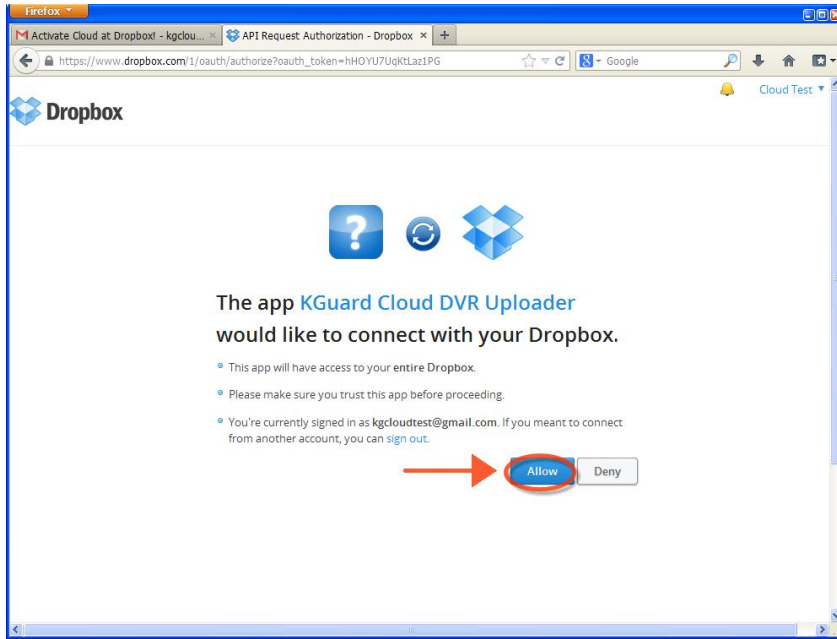 Firefox
Activate Cloud at Dropbox! - kgclou...
API Request Authorization - Dropbox
https://www.dropbox.com/1/oauth/authorize?oauth_token=hHOYU7UqKtLaz1PG
Google
Cloud Test
Dropbox
?
The app KGuard Cloud DVR Uploader
would like to connect with your Dropbox.
This app will have access to your entire Dropbox.
Please make sure you trust this app before proceeding.
You're currently signed in as kgcloudtest@gmail.com. If you meant to connect
from another account, you can sign out.
Allow
Deny